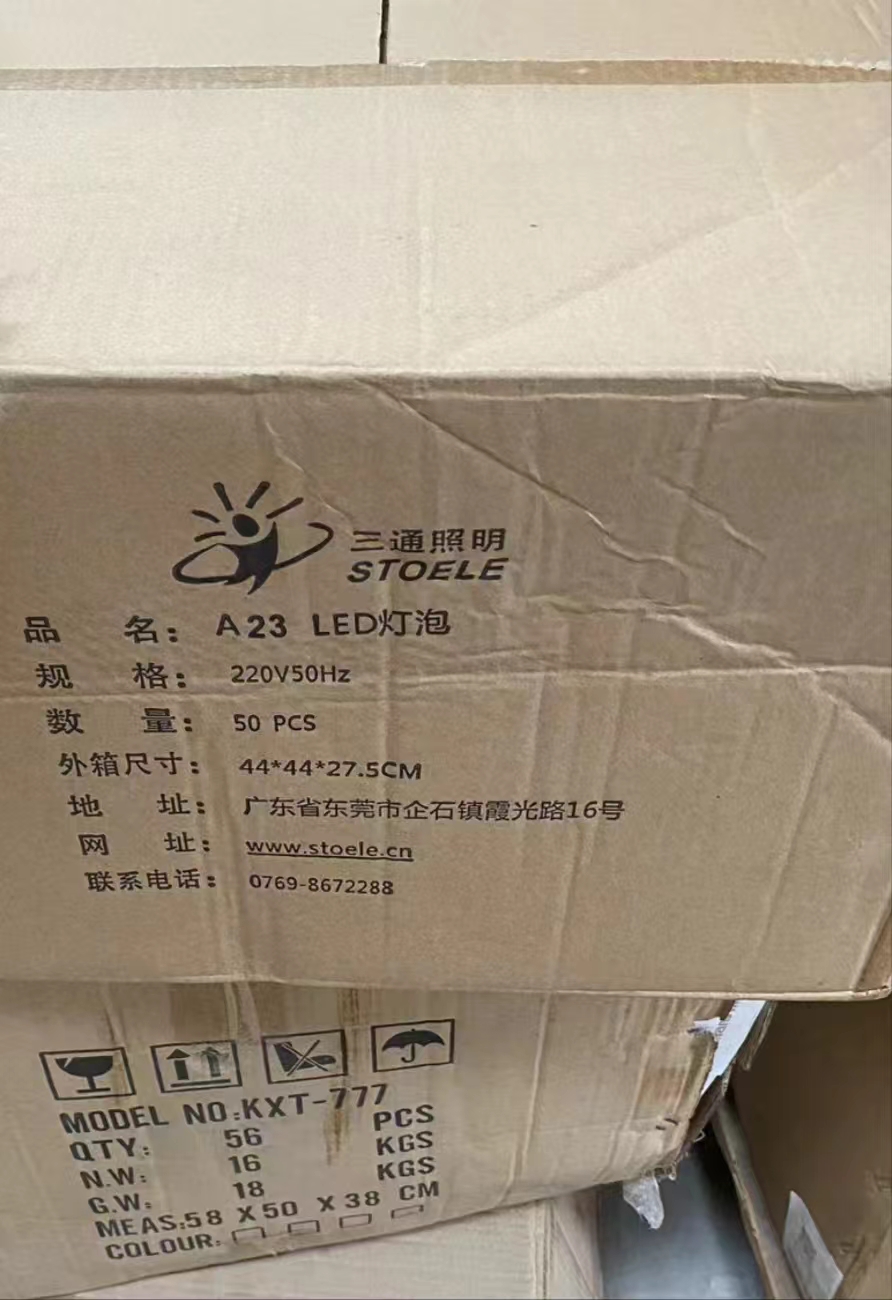 三通照明
STOELE
品 名： A23 LED灯泡
规 格： 220V50Hz
数 量： 50 PCS
外箱尺寸： 44*44*27.5CM
地 址： 广东省东莞市企石镇霞光路16号
网 址： www.stoele.cn
联系电话： 0769-8672288
MODEL NO:KXT-777
QTY: 56 PCS
N.W: 16 KGS
G.W: 18 KGS
MEAS:58 X 50 X 38 CM
COLOUR: